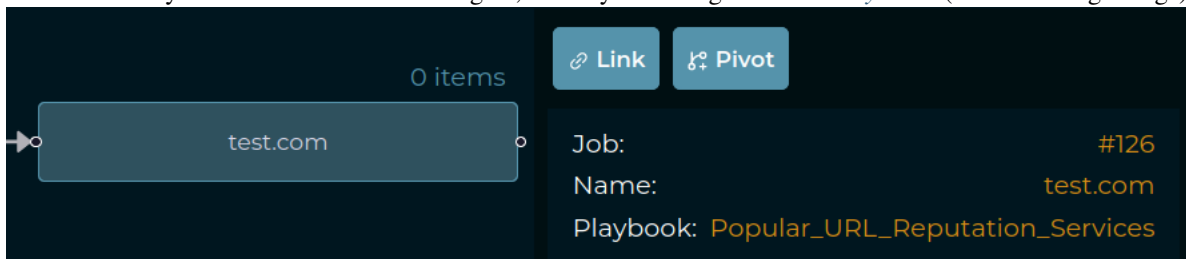 0 items
test.com
Link
Pivot
Job: #126
Name: test.com
Playbook: Popular_URL_Reputation_Services